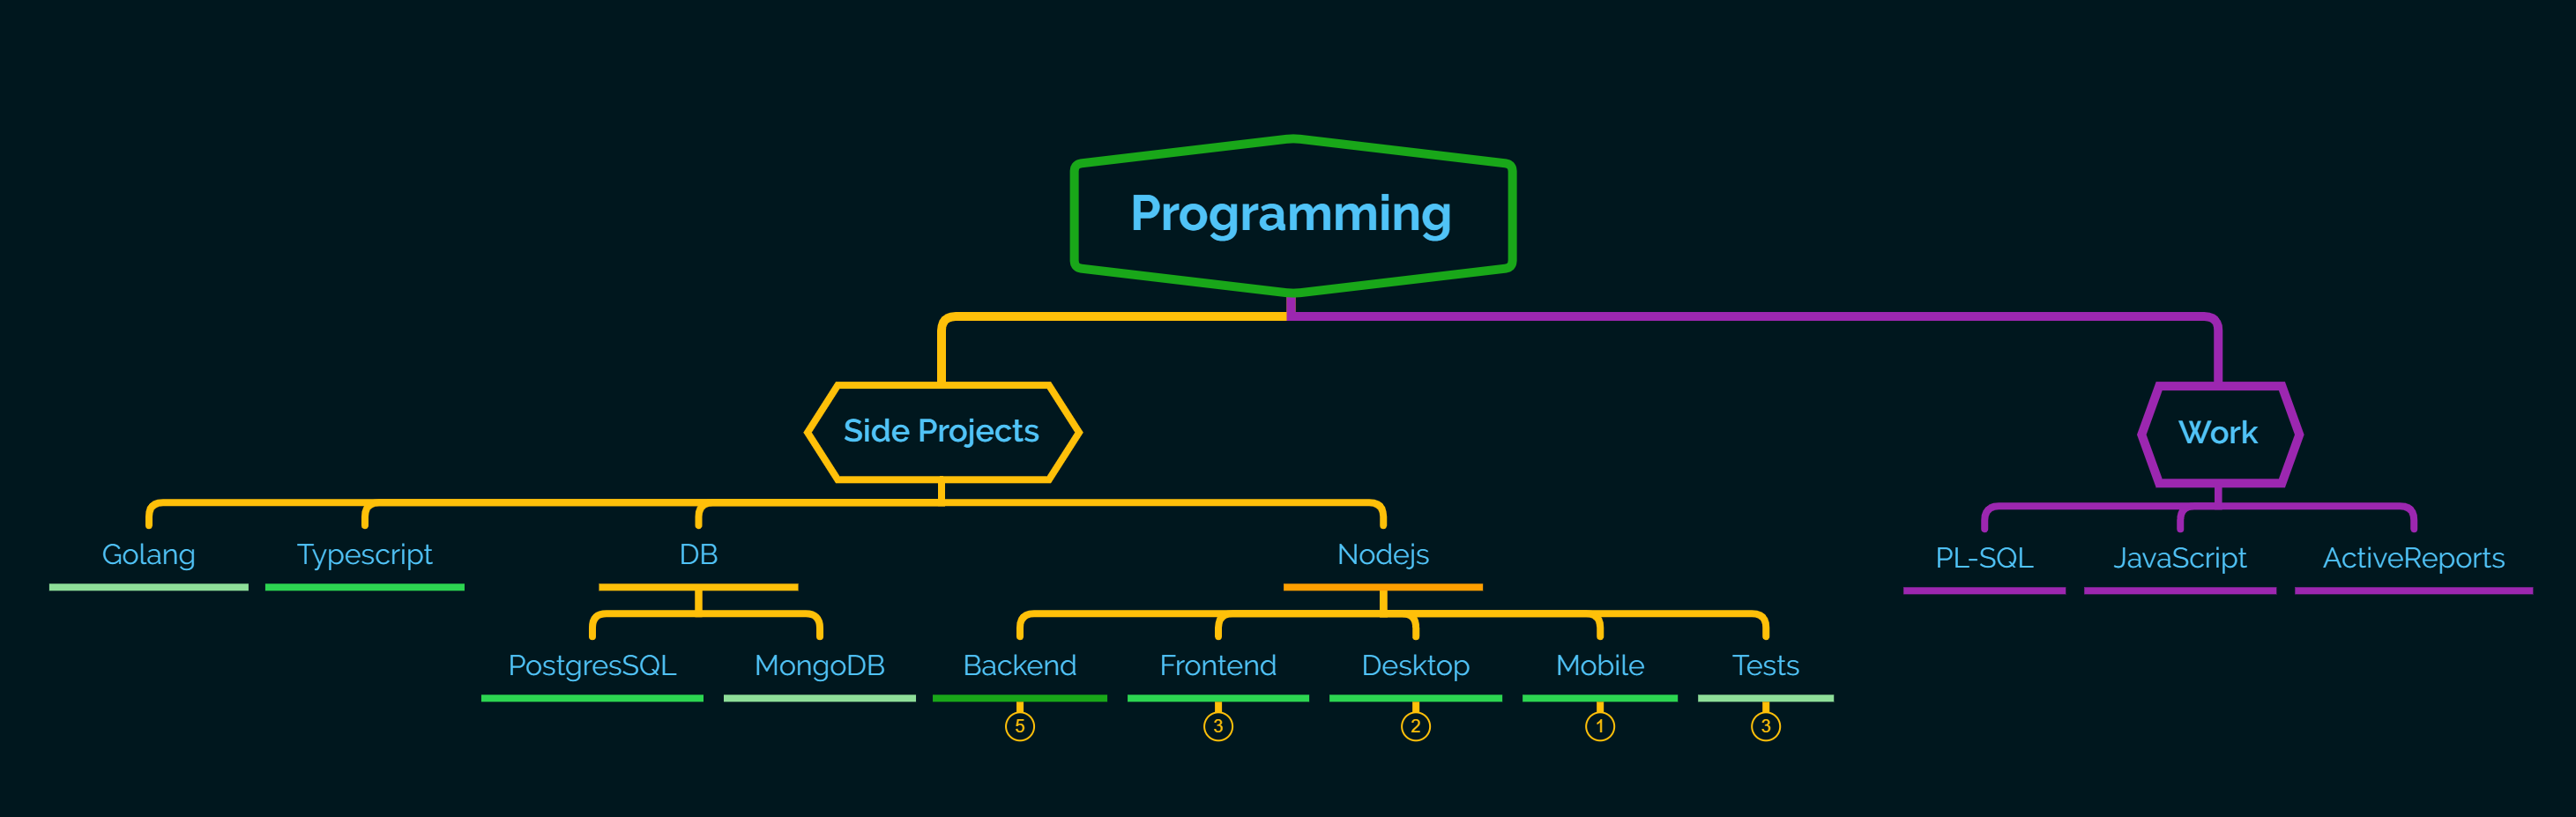 Programming
Side Projects
Work
Golang
Typescript
DB
Nodejs
PL-SQL
JavaScript
ActiveReports
PostgresSQL
MongoDB
Backend
Frontend
Desktop
Mobile
Tests
5
3
2
1
3